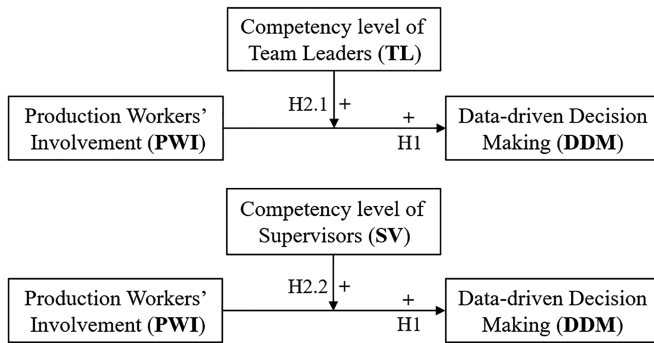 Competency level of
Team Leaders (TL)
H2.1 +
Production Workers'
Involvement (PWI)
+
H1
Data-driven Decision
Making (DDM)
Competency level of
Supervisors (SV)
H2.2 +
Production Workers'
Involvement (PWI)
+
H1
Data-driven Decision
Making (DDM)